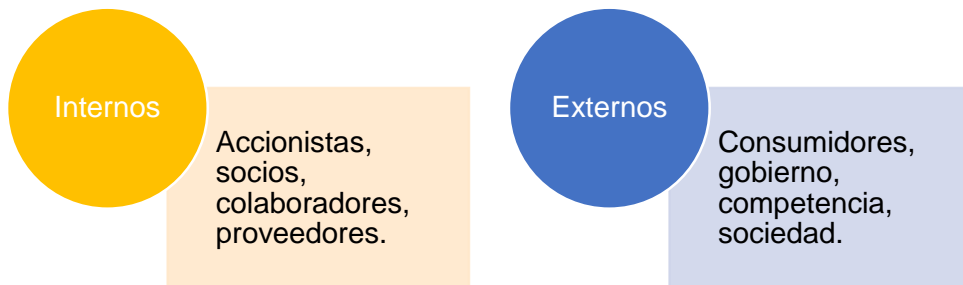 Internos
Accionistas,
socios,
colaboradores,
proveedores.
Externos
Consumidores,
gobierno,
competencia,
sociedad.